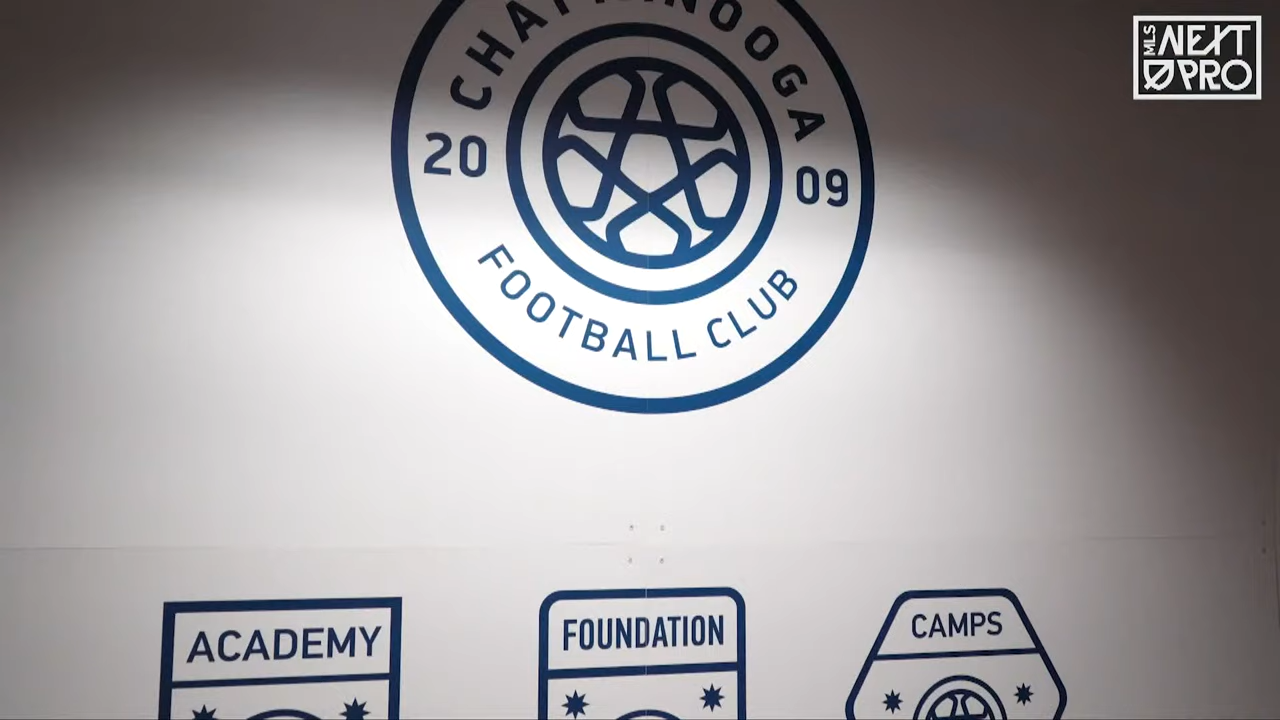 CHATTANOOGA
20 09
FOOTBALL CLUB
MLS
NEXT
PRO
ACADEMY
FOUNDATION
CAMPS